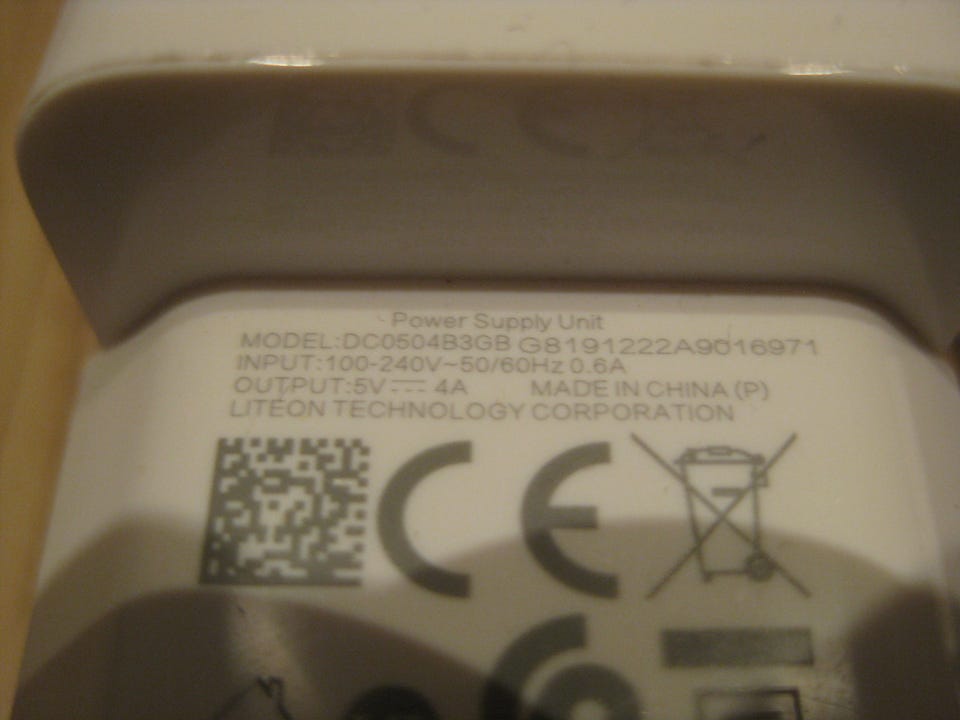 Power Supply Unit
MODEL:DC0504B3GB G8191222A9016971
INPUT:100-240V~50/60Hz 0.6A
OUTPUT:5V⎓4A MADE IN CHINA (P)
LITEON TECHNOLOGY CORPORATION
CE